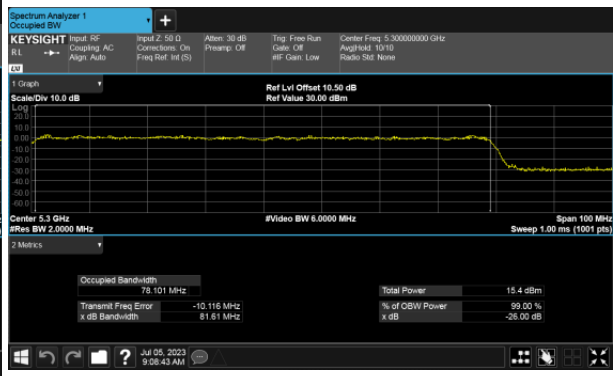 Spectrum Analyzer 1
Occupied BW
+
KEYSIGHT Input: RF Input Z: 50 Ω Atten: 30 dB Trig: Free Run Center Freq: 5.300000000 GHz
RL Coupling: AC Corrections: On Preamp: Off Gate: Off Avg|Hold: 10/10
Align: Auto Freq Ref: Int (S) #IF Gain: Low Radio Std: None
LXI
1 Graph
Ref Lvl Offset 10.50 dB
Scale/Div 10.0 dB Ref Value 30.00 dBm
Log
20.0
10.0
0.00
-10.0
-20.0
-30.0
-40.0
-50.0
-60.0
Center 5.3 GHz #Video BW 6.0000 MHz Span 100 MHz
#Res BW 2.0000 MHz Sweep 1.00 ms (1001 pts)
2 Metrics
Occupied Bandwidth
78.101 MHz Total Power 15.4 dBm
Transmit Freq Error -10.116 MHz % of OBW Power 99.00 %
x dB Bandwidth 81.61 MHz x dB -26.00 dB
? Jul 05, 2023
9:08:43 AM